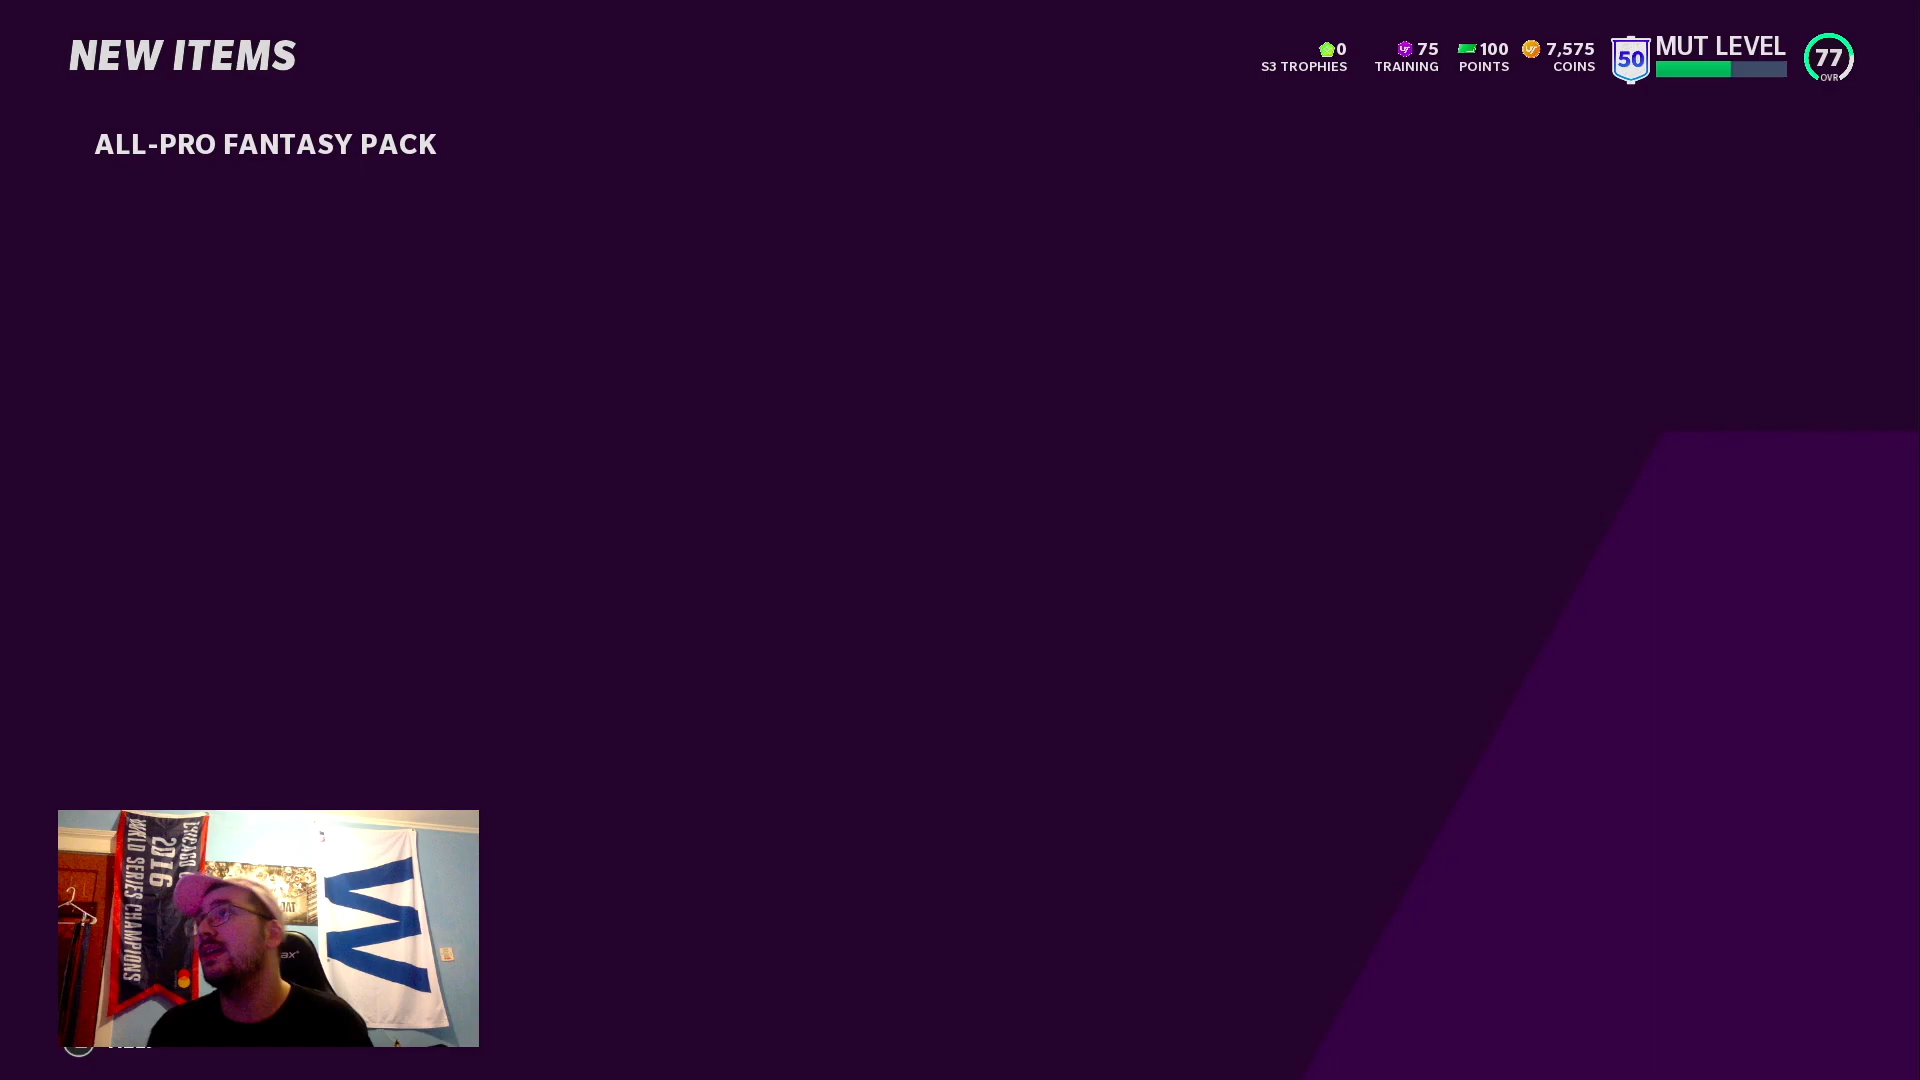 NEW ITEMS
0
S3 TROPHIES
75
TRAINING
100
POINTS
7,575
COINS
50
MUT LEVEL
77
OVR
ALL-PRO FANTASY PACK
2016
WORLD SERIES CHAMPIONS
W